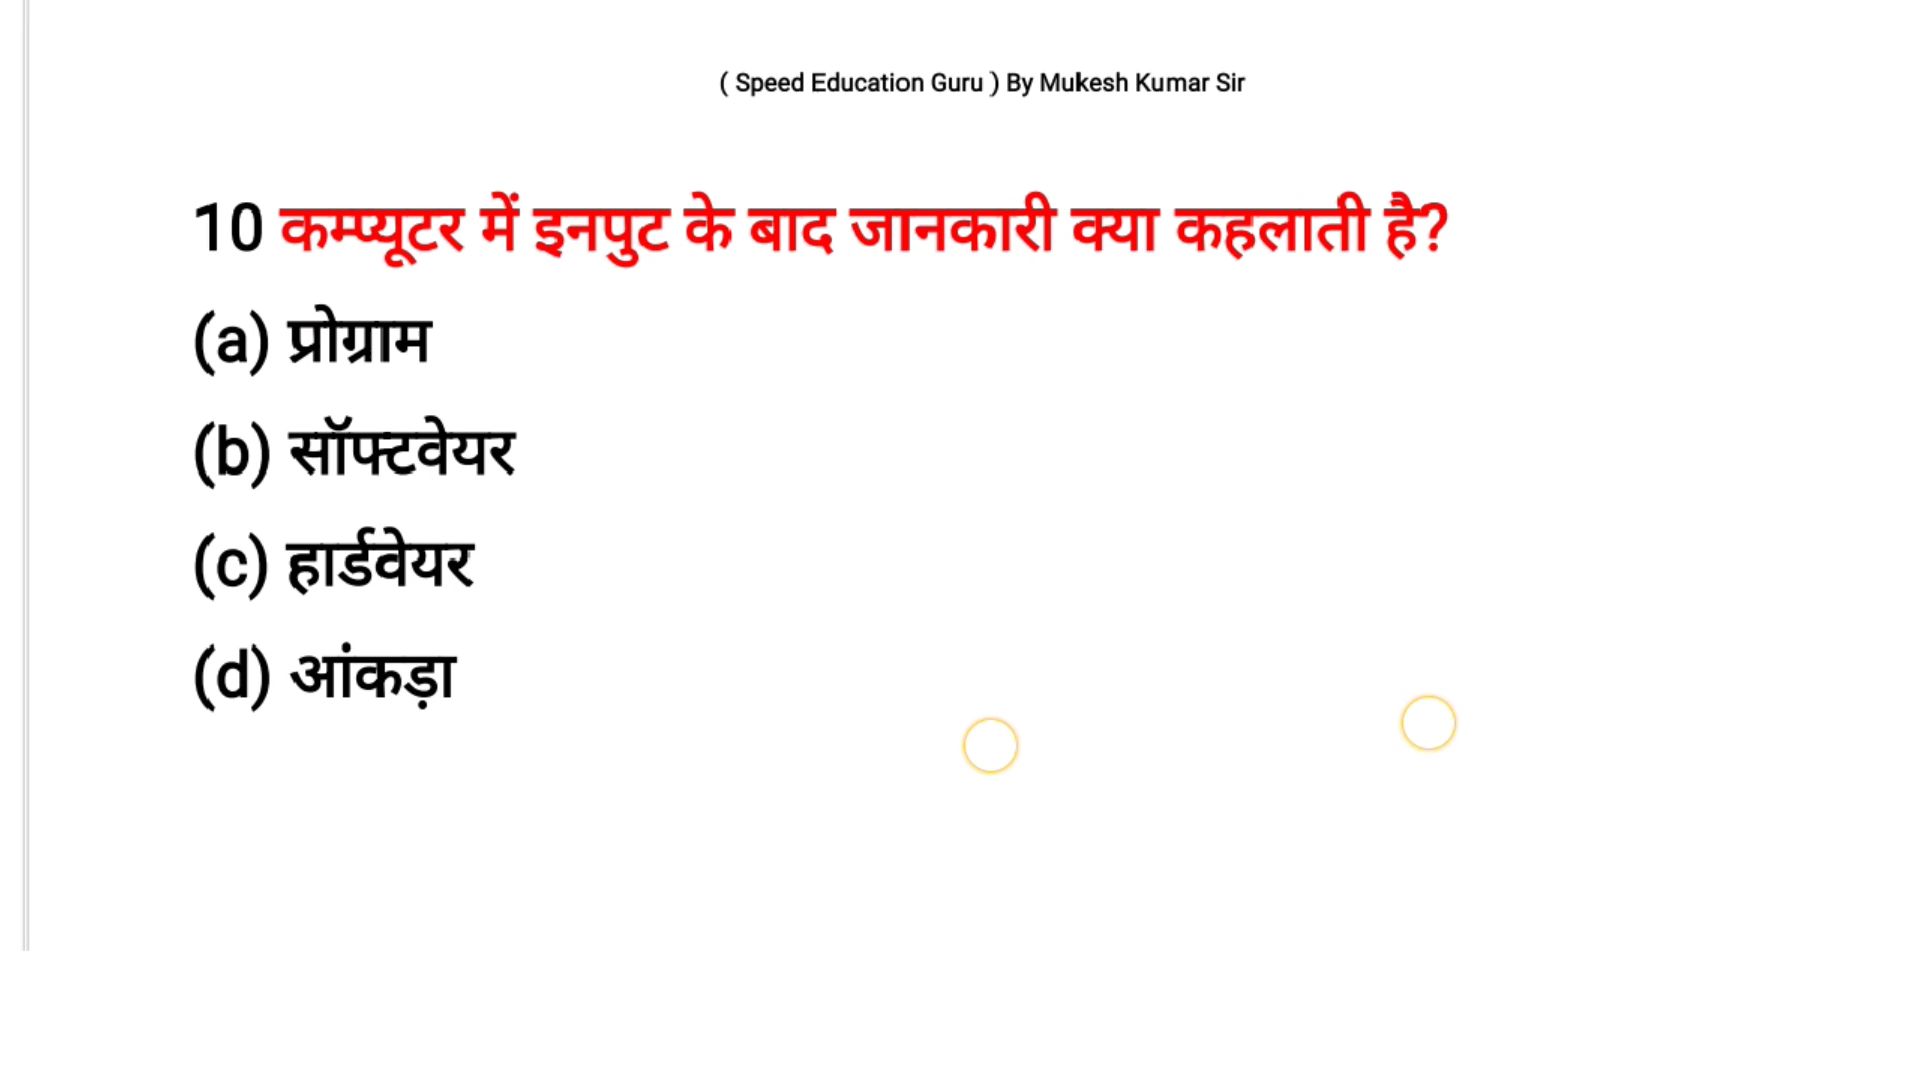 ( Speed Education Guru ) By Mukesh Kumar Sir
10 कम्प्यूटर में इनपुट के बाद जानकारी क्या कहलाती है?
(a) प्रोग्राम
(b) सॉफ्टवेयर
(c) हार्डवेयर
(d) आंकड़ा